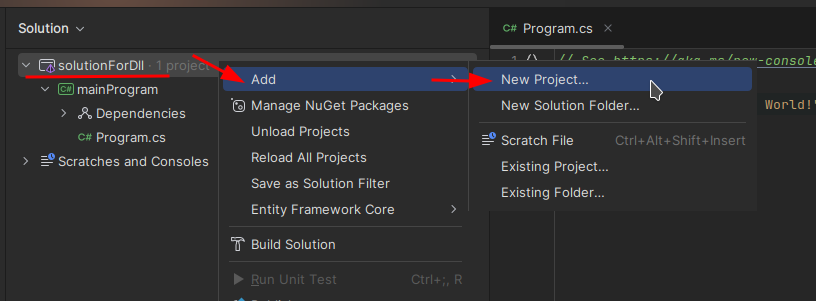 Solution
Program.cs
solutionForDll · 1 project
mainProgram
Dependencies
Program.cs
Scratches and Consoles
Add
Manage NuGet Packages
Unload Projects
Reload All Projects
Save as Solution Filter
Entity Framework Core
Build Solution
Run Unit Test Ctrl+;, R
New Project...
New Solution Folder...
Scratch File Ctrl+Alt+Shift+Insert
Existing Project...
Existing Folder...
1 // See https://aka.ms/new-console
World!"